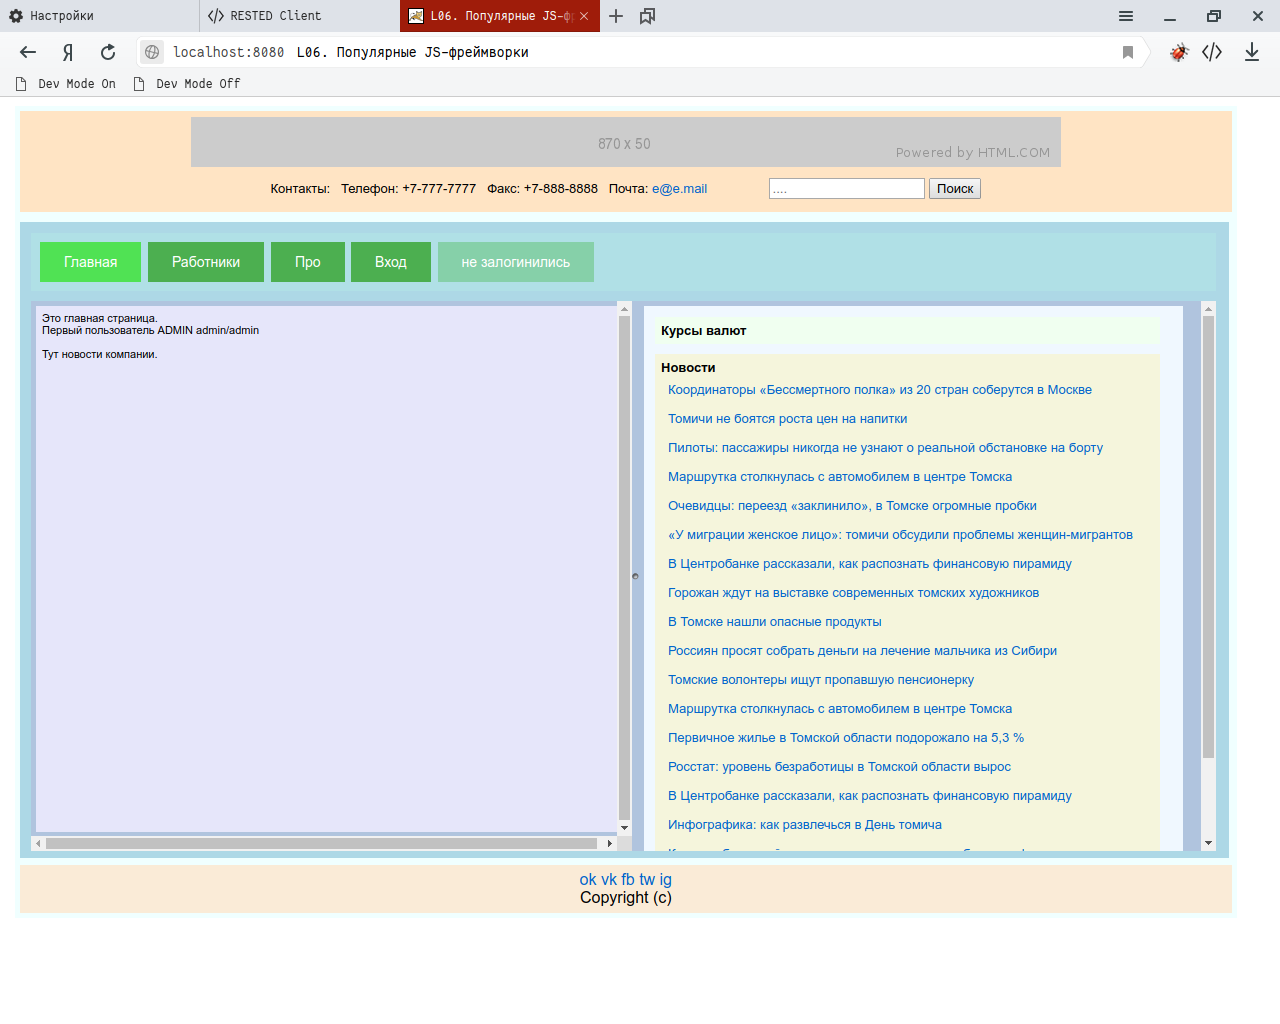 Настройки
RESTED Client
L06. Популярные JS-ф
localhost:8080 L06. Популярные JS-фреймворки
Dev Mode On
Dev Mode Off
870 x 50
Powered by HTML.COM
Контакты: Телефон: +7-777-7777 Факс: +7-888-8888 Почта: e@e.mail
....
Поиск
Главная
Работники
Про
Вход
не залогинились
Это главная страница.
Первый пользователь ADMIN admin/admin
Тут новости компании.
Курсы валют
Новости
Координаторы «Бессмертного полка» из 20 стран соберутся в Москве
Томичи не боятся роста цен на напитки
Пилоты: пассажиры никогда не узнают о реальной обстановке на борту
Маршрутка столкнулась с автомобилем в центре Томска
Очевидцы: переезд «заклинило», в Томске огромные пробки
«У миграции женское лицо»: томичи обсудили проблемы женщин-мигрантов
В Центробанке рассказали, как распознать финансовую пирамиду
Горожан ждут на выставке современных томских художников
В Томске нашли опасные продукты
Россиян просят собрать деньги на лечение мальчика из Сибири
Томские волонтеры ищут пропавшую пенсионерку
Маршрутка столкнулась с автомобилем в центре Томска
Первичное жилье в Томской области подорожало на 5,3 %
Росстат: уровень безработицы в Томской области вырос
В Центробанке рассказали, как распознать финансовую пирамиду
Инфографика: как развлечься в День томича
ok vk fb tw ig
Copyright (c)